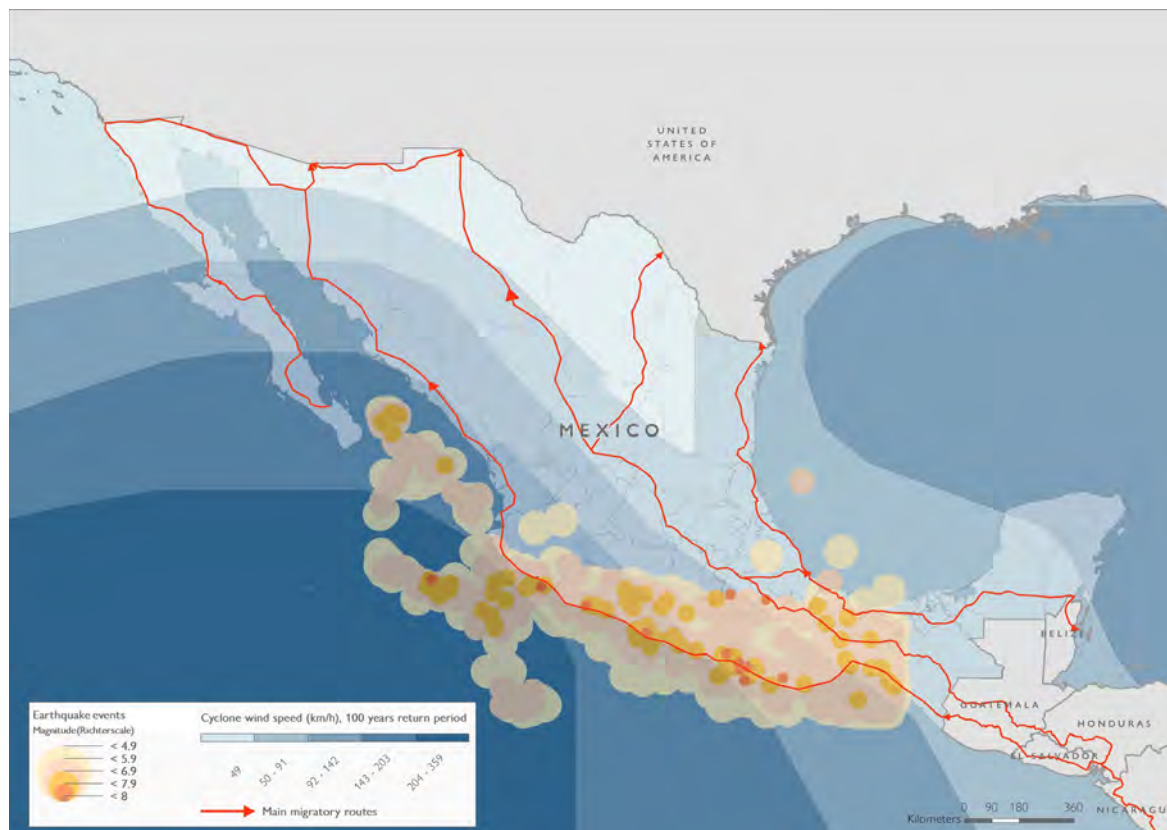 UNITED
STATES OF
AMERICA
MEXICO
BELIZE
GUATEMALA
HONDURAS
EL SALVADOR
NICARAGU
Earthquake events
Magnitude(Richterscale)
< 4.9
< 5.9
< 6.9
< 7.9
< 8
Cyclone wind speed (km/h), 100 years return period
49
50 - 91
92 - 142
143 - 203
204 - 359
Main migratory routes
0 90 180 360
Kilometers